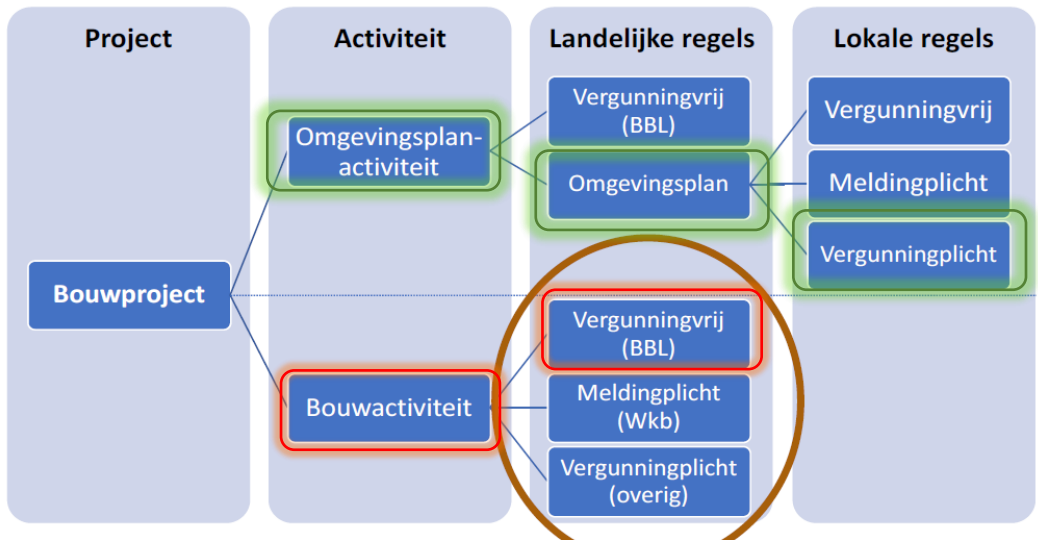 Project
Activiteit
Landelijke regels
Lokale regels
Bouwproject
Omgevingsplan-
activiteit
Bouwactiviteit
Vergunningvrij
(BBL)
Omgevingsplan
Vergunningvrij
(BBL)
Meldingplicht
(Wkb)
Vergunningplicht
(overig)
Vergunningvrij
Meldingplicht
Vergunningplicht